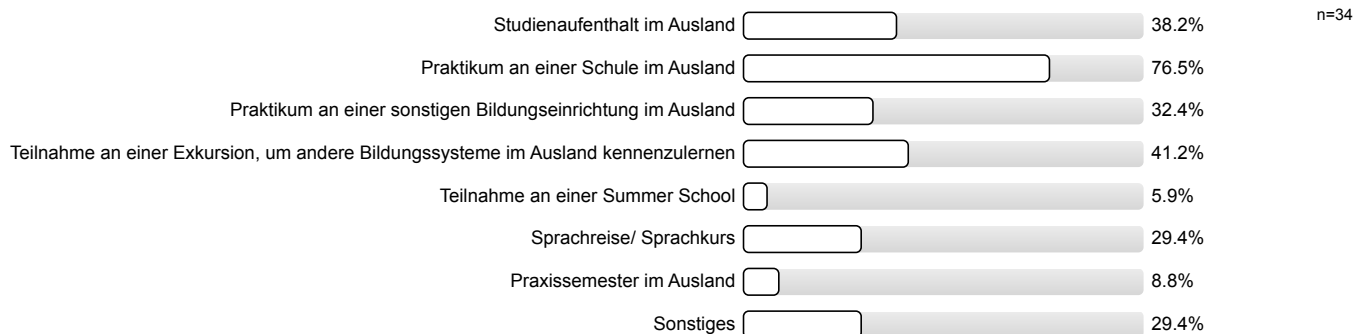 Studienaufenthalt im Ausland 38.2% n=34
Praktikum an einer Schule im Ausland 76.5%
Praktikum an einer sonstigen Bildungseinrichtung im Ausland 32.4%
Teilnahme an einer Exkursion, um andere Bildungssysteme im Ausland kennenzulernen 41.2%
Teilnahme an einer Summer School 5.9%
Sprachreise/ Sprachkurs 29.4%
Praxissemester im Ausland 8.8%
Sonstiges 29.4%